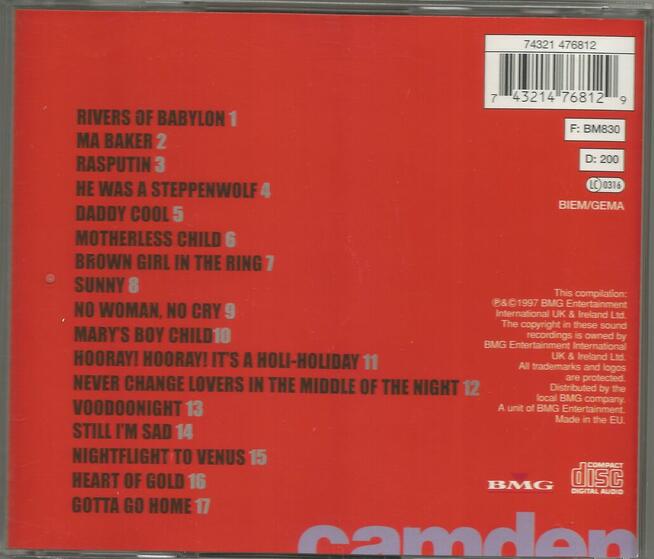 74321 476812
7 43214 76812 9
F: BM830
D: 200
LC 0316
BIEM/GEMA
RIVERS OF BABYLON 1
MA BAKER 2
RASPUTIN 3
HE WAS A STEPPENWOLF 4
DADDY COOL 5
MOTHERLESS CHILD 6
BROWN GIRL IN THE RING 7
SUNNY 8
NO WOMAN, NO CRY 9
MARY'S BOY CHILD 10
HOORAY! HOORAY! IT'S A HOLI-HOLIDAY 11
NEVER CHANGE LOVERS IN THE MIDDLE OF THE NIGHT 12
VOODOONIGHT 13
STILL I'M SAD 14
NIGHTFLIGHT TO VENUS 15
HEART OF GOLD 16
GOTTA GO HOME 17
This compilation:
℗&©1997 BMG Entertainment
International UK & Ireland Ltd.
The copyright in these sound
recordings is owned by
BMG Entertainment International
UK & Ireland Ltd.
All trademarks and logos
are protected.
Distributed by the
local BMG company.
A unit of BMG Entertainment.
Made in the EU.
BMG
COMPACT
disc
DIGITAL AUDIO
camden